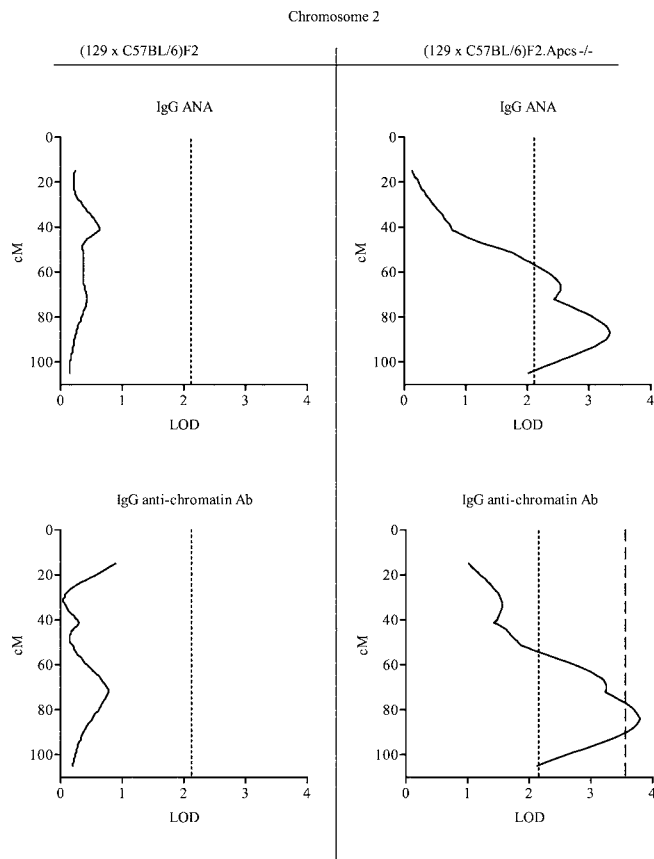 Chromosome 2
(129 x C57BL/6)F2
(129 x C57BL/6)F2.Apcs -/-
IgG ANA
0
20
40
60
80
100
cM
0 1 2 3 4
LOD
IgG ANA
0
20
40
60
80
100
cM
0 1 2 3 4
LOD
IgG anti-chromatin Ab
0
20
40
60
80
100
cM
0 1 2 3 4
LOD
IgG anti-chromatin Ab
0
20
40
60
80
100
cM
0 1 2 3 4
LOD